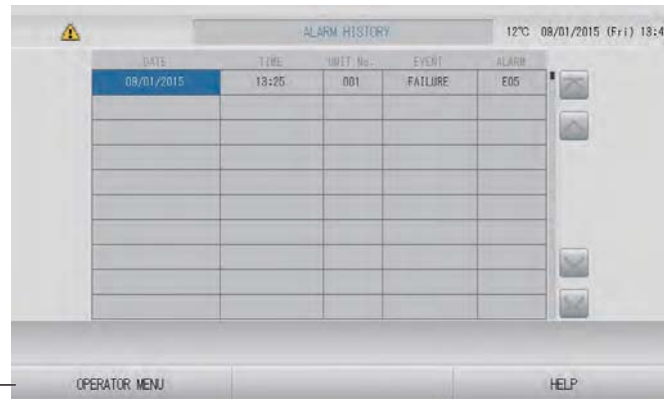 ALARM HISTORY 12℃ 09/01/2015 (Fri) 13:4
DATE TIME UNIT No. EVENT ALARM
09/01/2015 13:25 001 FAILURE E05
OPERATOR MENU HELP